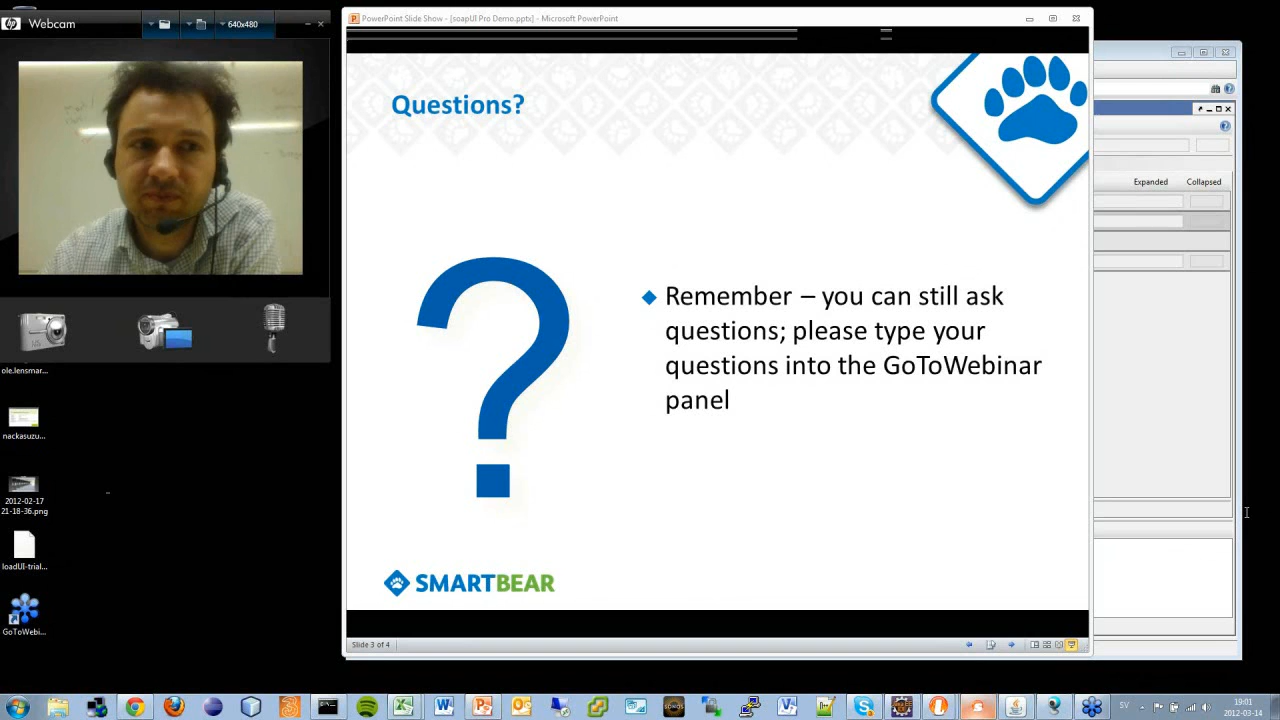 Webcam
640x480
PowerPoint Slide Show - [soapUI Pro Demo.pptx] - Microsoft PowerPoint
Questions?
Expanded Collapsed
Remember – you can still ask
questions; please type your
questions into the GoToWebinar
panel
ole.lensmar...
nackasuzu...
2012-02-17
21-18-36.png
loadUI-trial...
GoToWebi...
SMARTBEAR
Slide 3 of 4
SV
19:01
2012-03-14